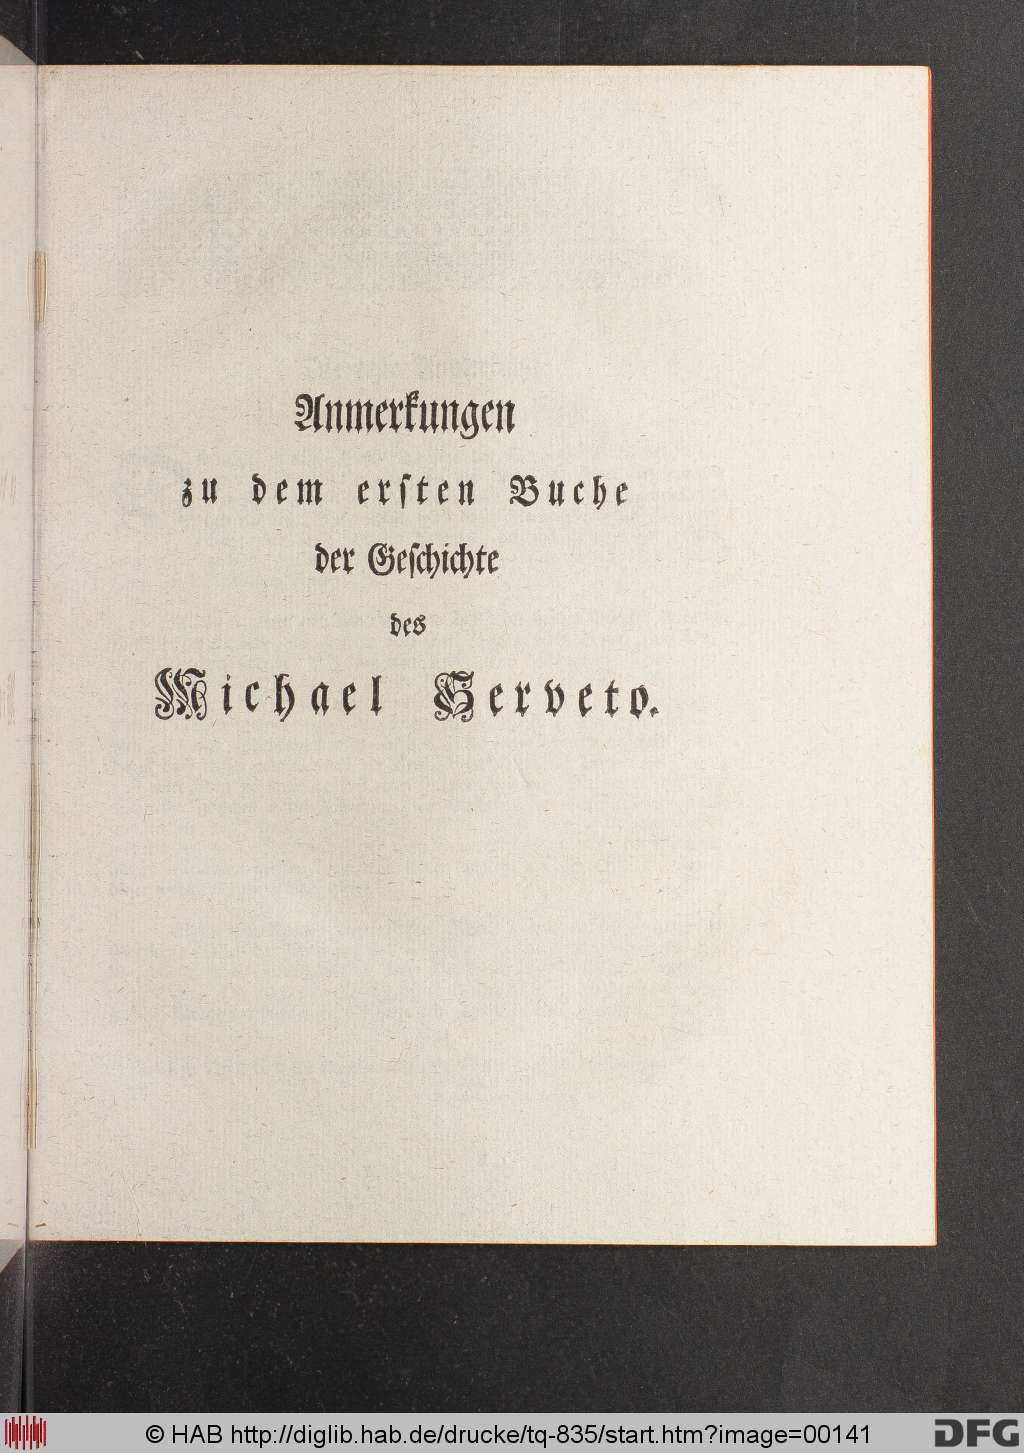 Anmerkungen
zu dem erſten Buche
der Geſchichte
des
Michael Serveto.
© HAB http://diglib.hab.de/drucke/tq-835/start.htm?image=00141
DFG